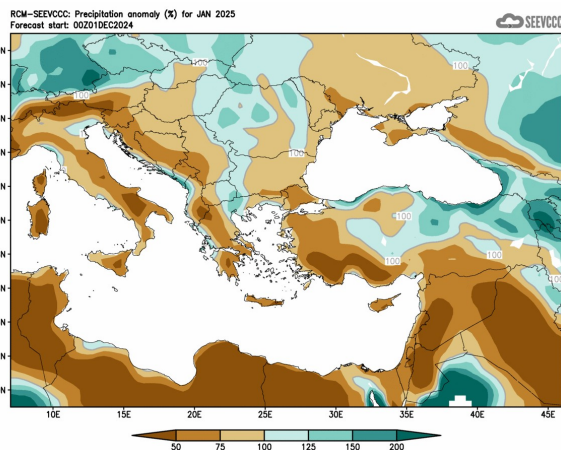 RCM-SEEVCCC: Precipitation anomaly (%) for JAN 2025
Forecast start: 00Z01DEC2024
SEEVCCC
100
100
100
100
100
100
100
100
N
N
N
N
N
N
N
N
N
N
N
10E 15E 20E 25E 30E 35E 40E 45E
50 75 100 125 150 200